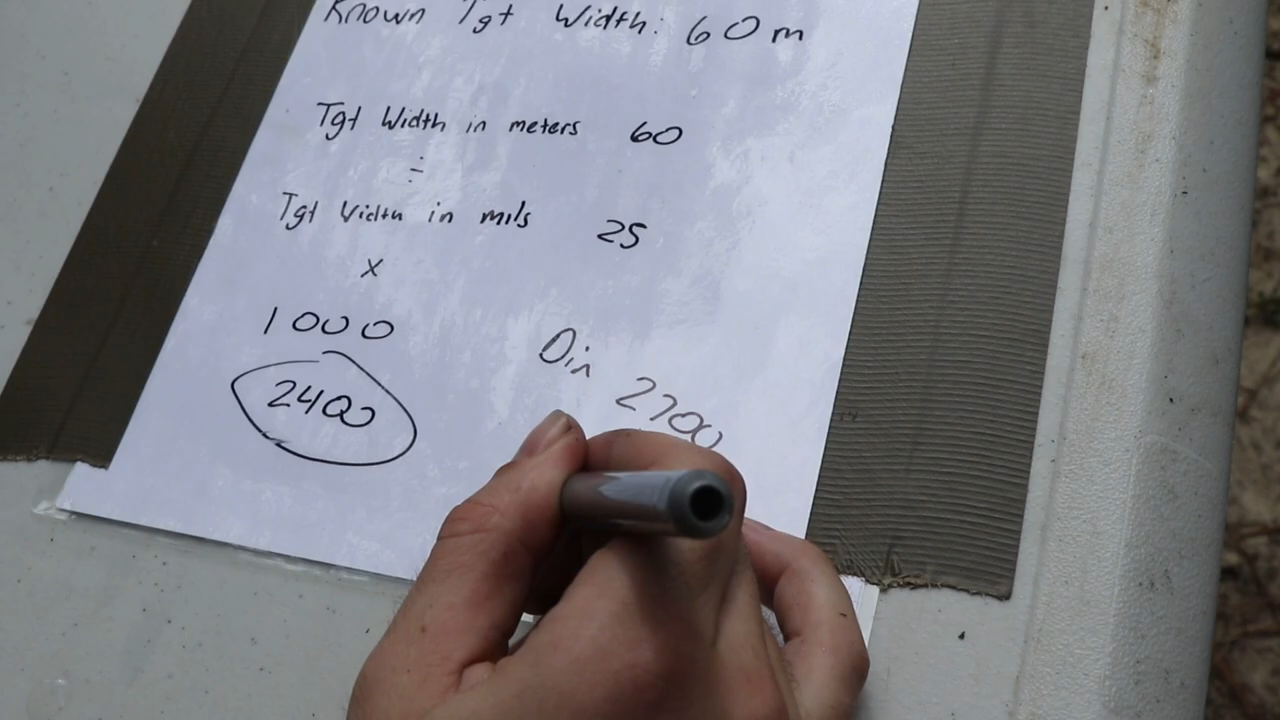 Known Tgt Width: 60m
Tgt Width in meters 60
÷
Tgt Width in mils 25
x
1000
2400
Dir 2700